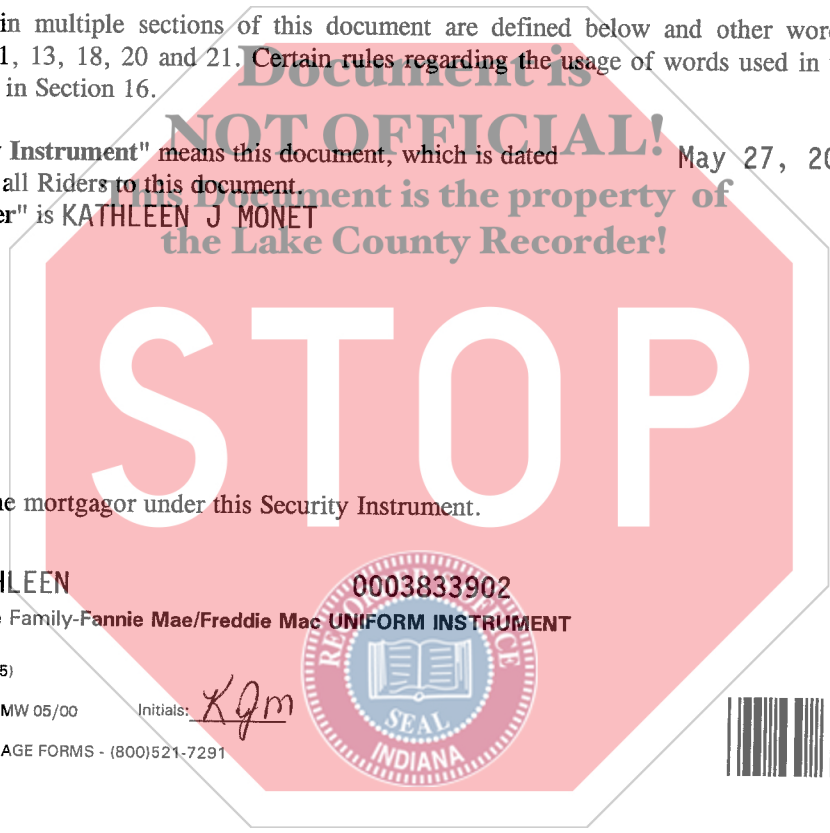 in multiple sections of this document are defined below and other
1, 13, 18, 20 and 21. Certain rules regarding the usage of words used in
in Section 16.
Document is
NOT OFFICIAL!
Instrument" means this document, which is dated May 27, 20
all Riders to this document.
This Document is the property of
is KATHLEEN J MONET
the Lake County Recorder!
STOP
mortgagor under this Security Instrument.
HLEEN 0003833902
Family-Fannie Mae/Freddie Mac UNIFORM INSTRUMENT
RECORDER'S OFFICE
SEAL
INDIANA
5)
MW 05/00 Initials: KJM
AGE FORMS - (800)521-7291